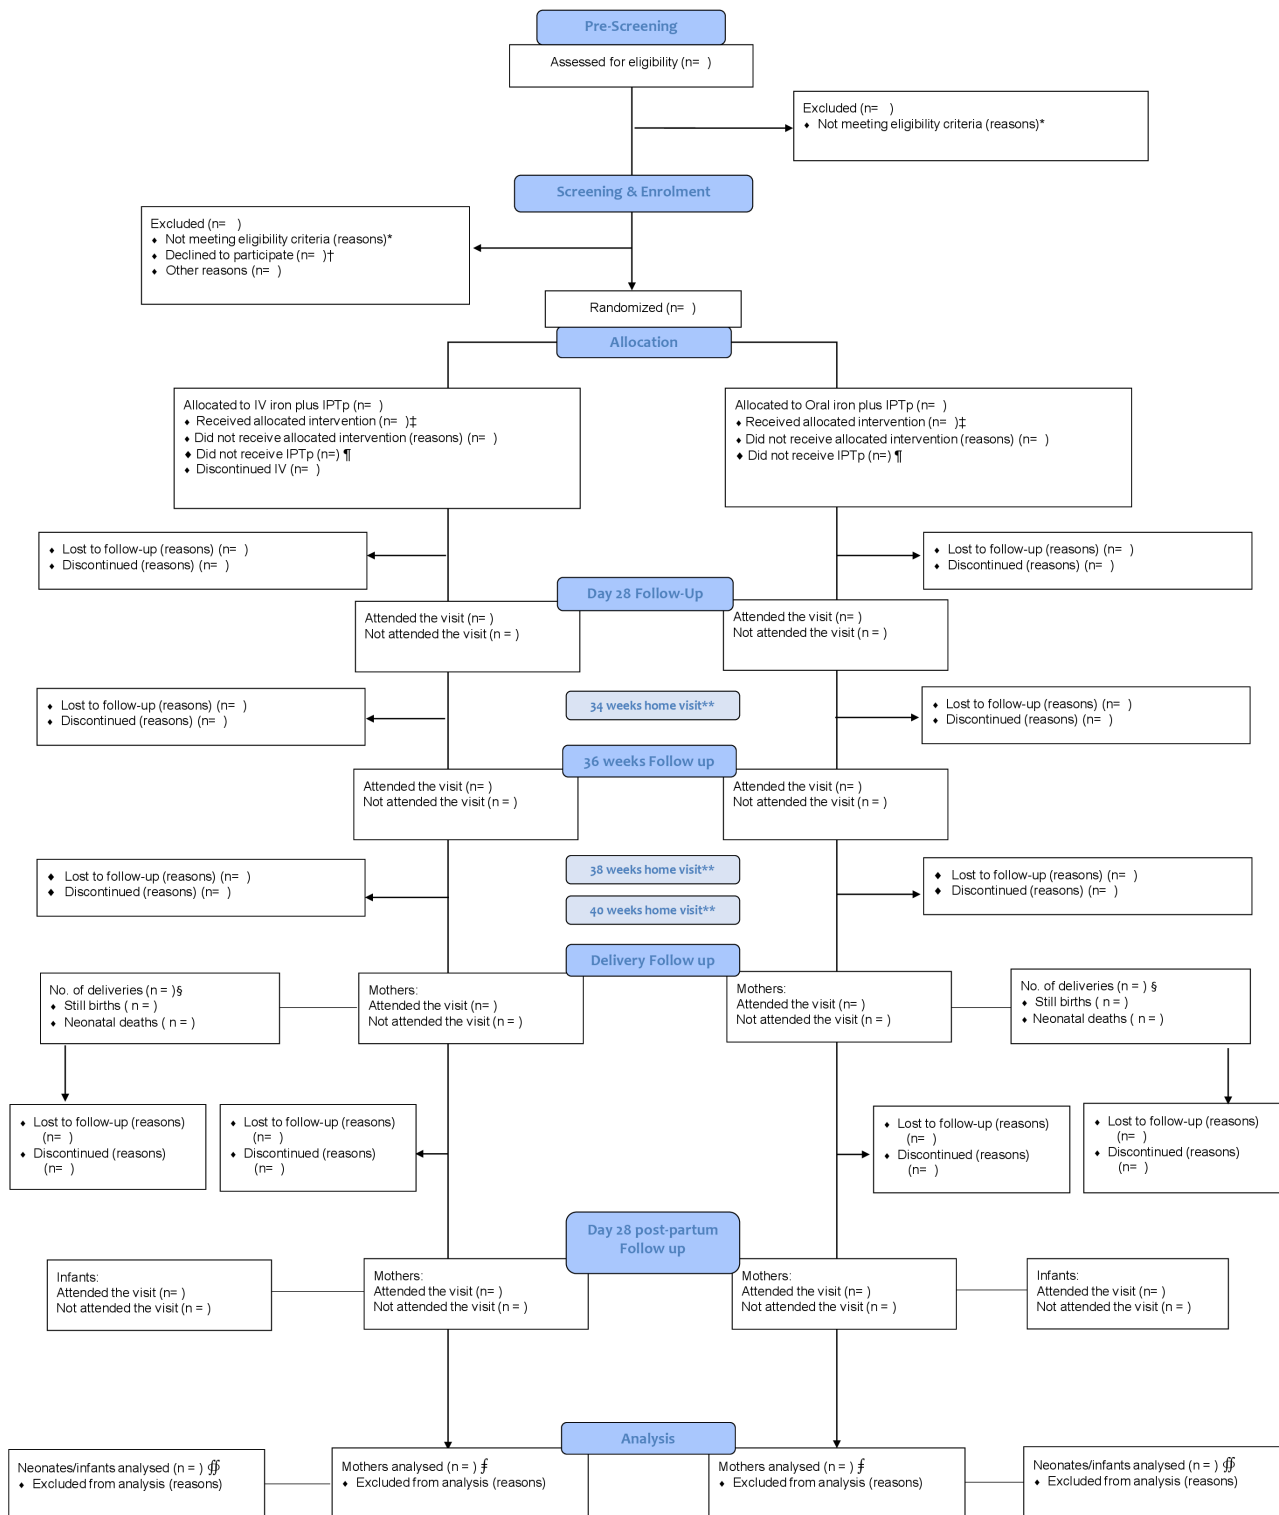 Pre-Screening
Assessed for eligibility (n=  )
Excluded (n=   )
♦ Not meeting eligibility criteria (reasons)*
Screening & Enrolment
Excluded (n=   )
♦ Not meeting eligibility criteria (reasons)*
♦ Declined to participate (n=  )†
♦ Other reasons (n=  )
Randomized (n=  )
Allocation
Allocated to IV iron plus IPTp (n=  )
♦ Received allocated intervention (n=  )‡
♦ Did not receive allocated intervention (reasons) (n=  )
♦ Did not receive IPTp (n=) ¶
♦ Discontinued IV (n=  )
Allocated to Oral iron plus IPTp (n=  )
♦ Received allocated intervention (n=  )‡
♦ Did not receive allocated intervention (reasons) (n=  )
♦ Did not receive IPTp (n=) ¶
♦ Lost to follow-up (reasons) (n=  )
♦ Discontinued (reasons) (n=  )
♦ Lost to follow-up (reasons) (n=  )
♦ Discontinued (reasons) (n=  )
Day 28 Follow-Up
Attended the visit (n= )
Not attended the visit (n = )
Attended the visit (n= )
Not attended the visit (n = )
♦ Lost to follow-up (reasons) (n=  )
♦ Discontinued (reasons) (n=  )
34 weeks home visit**
♦ Lost to follow-up (reasons) (n=  )
♦ Discontinued (reasons) (n=  )
36 weeks Follow up
Attended the visit (n= )
Not attended the visit (n = )
Attended the visit (n= )
Not attended the visit (n = )
♦ Lost to follow-up (reasons) (n=  )
♦ Discontinued (reasons) (n=  )
38 weeks home visit**
♦ Lost to follow-up (reasons) (n=  )
♦ Discontinued (reasons) (n=  )
40 weeks home visit**
Delivery Follow up
No. of deliveries (n = )§
♦ Still births ( n = )
♦ Neonatal deaths ( n = )
Mothers:
Attended the visit (n= )
Not attended the visit (n = )
Mothers:
Attended the visit (n= )
Not attended the visit (n = )
No. of deliveries (n = ) §
♦ Still births ( n = )
♦ Neonatal deaths ( n = )
♦ Lost to follow-up (reasons)
(n=  )
♦ Discontinued (reasons)
(n=  )
♦ Lost to follow-up (reasons)
(n=  )
♦ Discontinued (reasons)
(n=  )
♦ Lost to follow-up (reasons)
(n=  )
♦ Discontinued (reasons)
(n=  )
♦ Lost to follow-up (reasons)
(n=  )
♦ Discontinued (reasons)
(n=  )
Day 28 post-partum
Follow up
Infants:
Attended the visit (n= )
Not attended the visit (n = )
Mothers:
Attended the visit (n= )
Not attended the visit (n = )
Mothers:
Attended the visit (n= )
Not attended the visit (n = )
Infants:
Attended the visit (n= )
Not attended the visit (n = )
Analysis
Neonates/infants analysed (n = ) ∯
♦ Excluded from analysis (reasons)
Mothers analysed (n = ) ⨍
♦ Excluded from analysis (reasons)
Mothers analysed (n = ) ⨍
♦ Excluded from analysis (reasons)
Neonates/infants analysed (n = ) ∯
♦ Excluded from analysis (reasons)